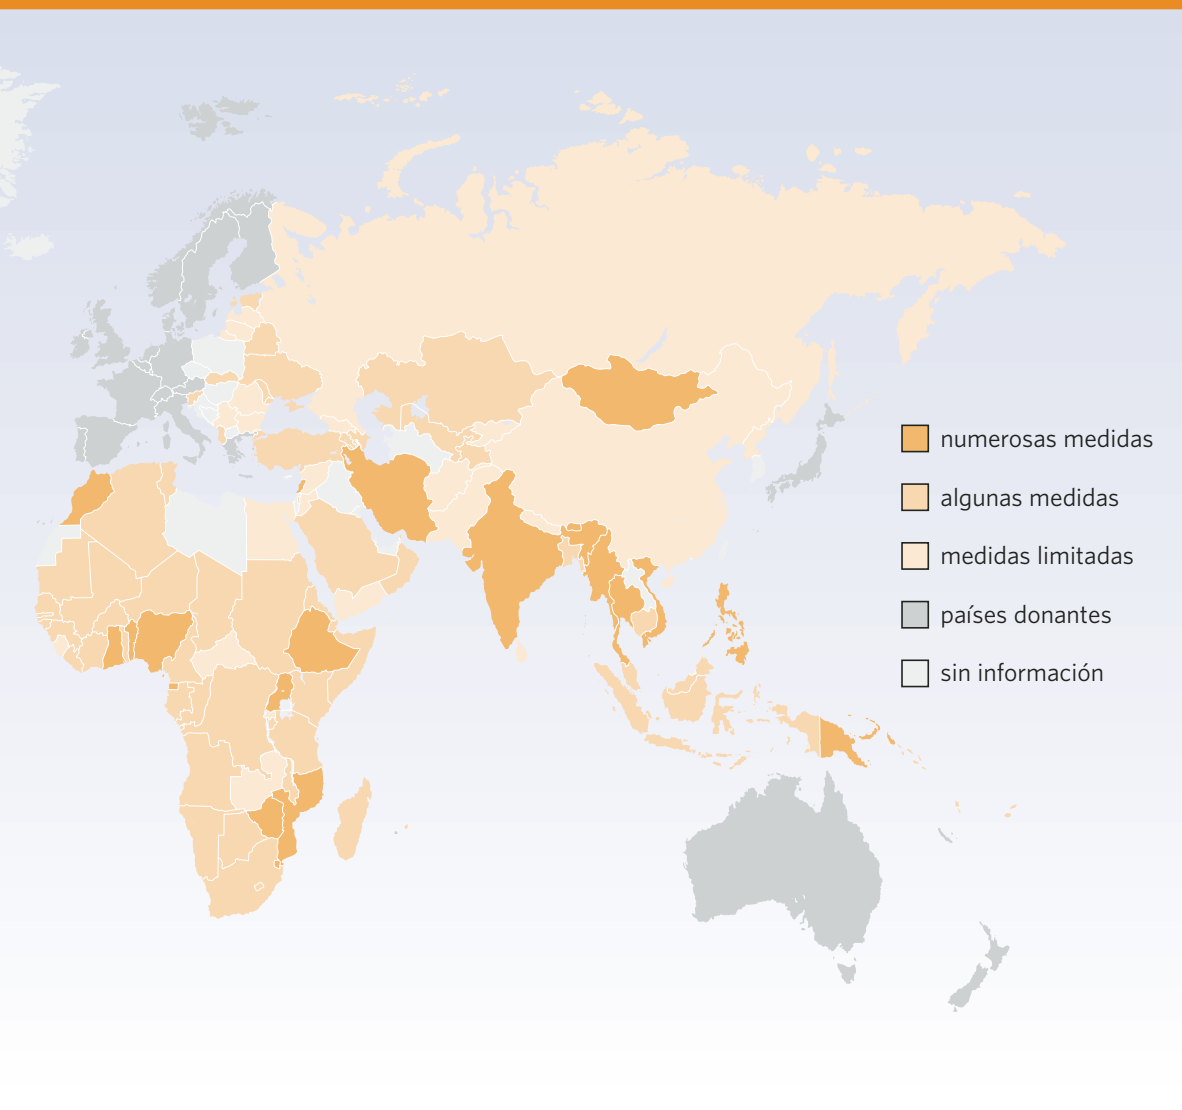 numerosas medidas
algunas medidas
medidas limitadas
países donantes
sin información